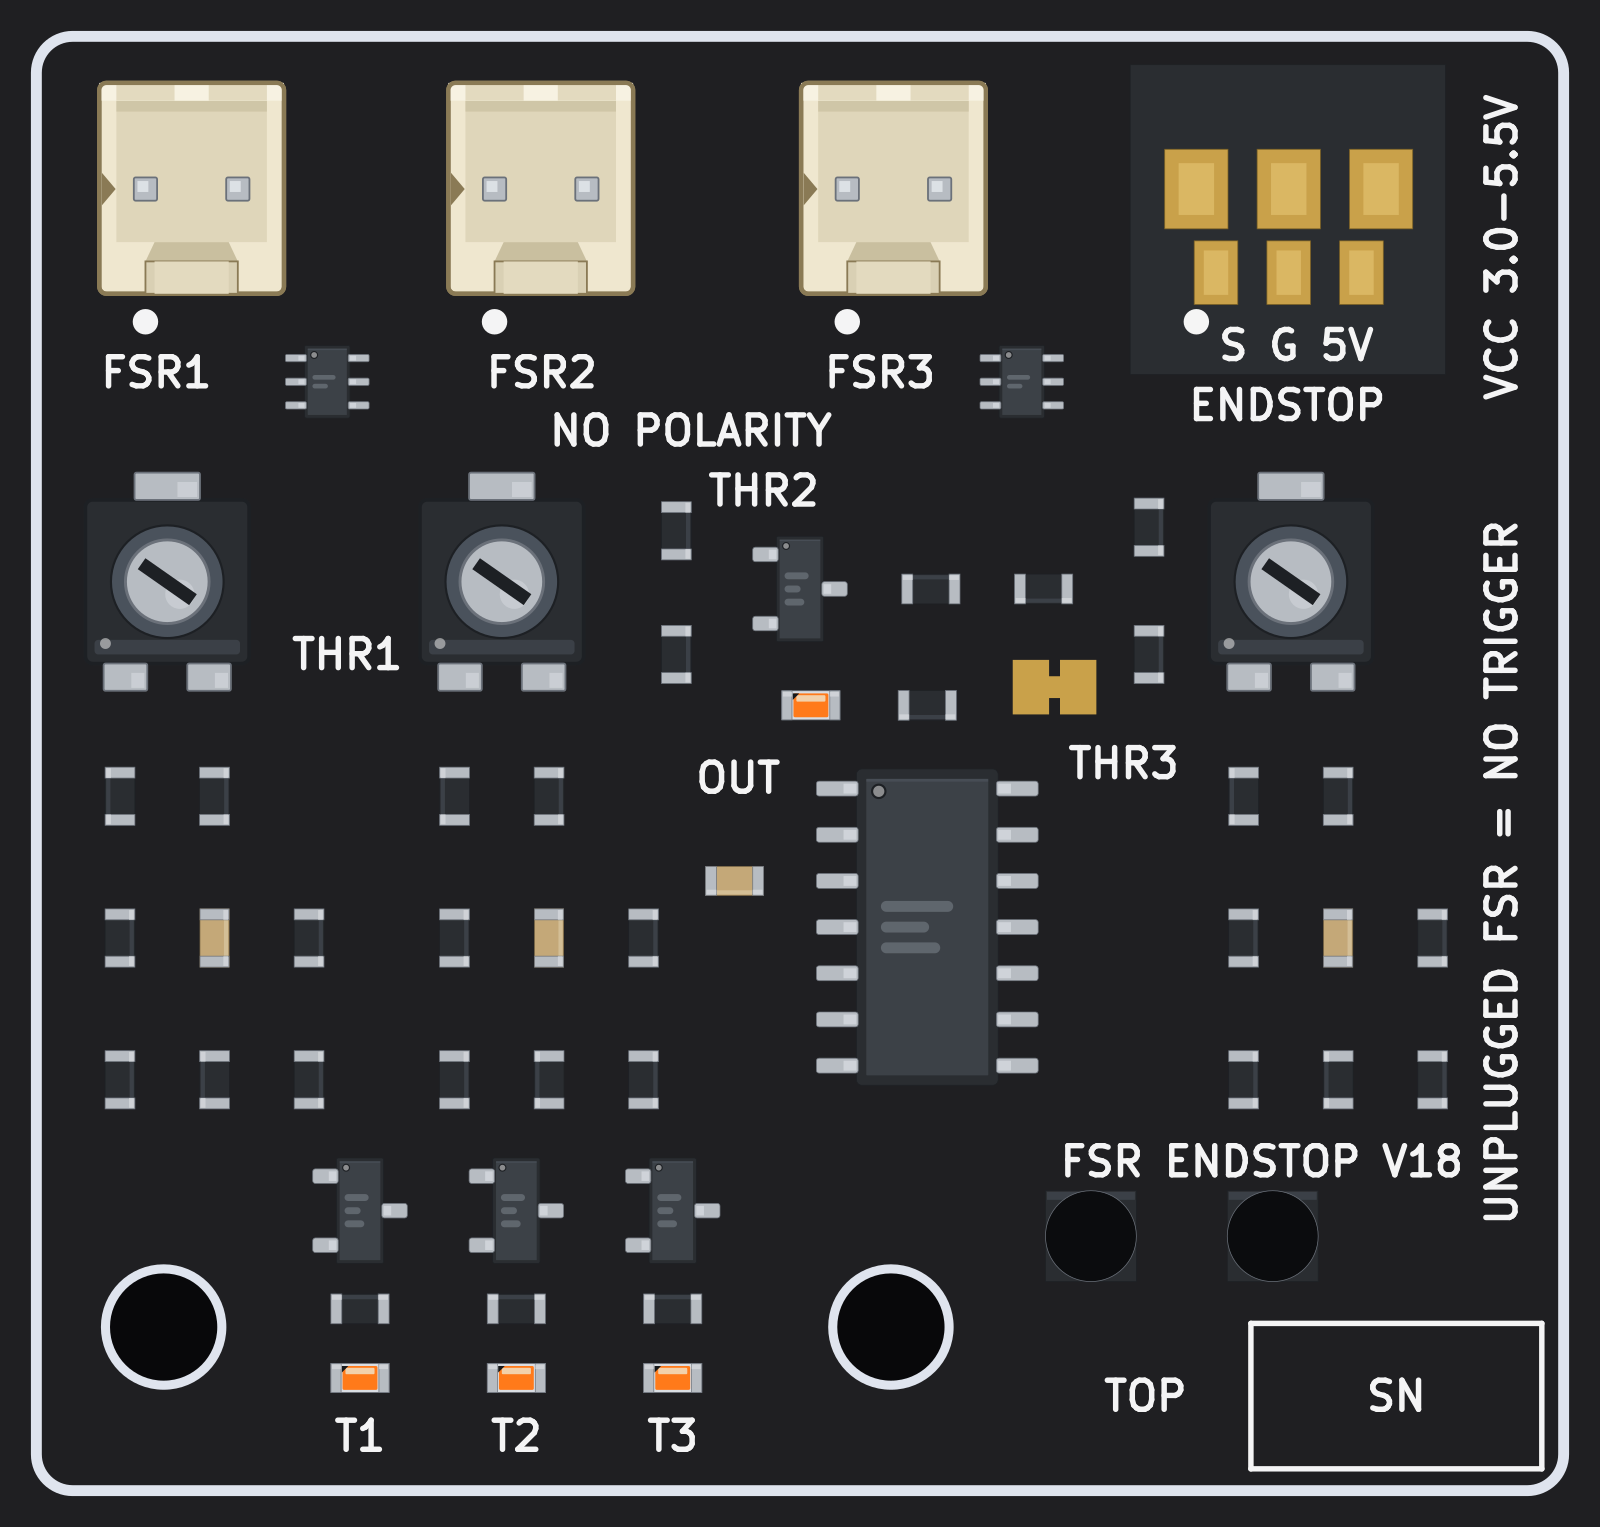 FSR1
FSR2
FSR3
S G 5V
ENDSTOP
VCC 3.0-5.5V
NO POLARITY
THR2
THR1
THR3
OUT
UNPLUGGED FSR = NO TRIGGER
FSR ENDSTOP V18
TOP
SN
T1
T2
T3